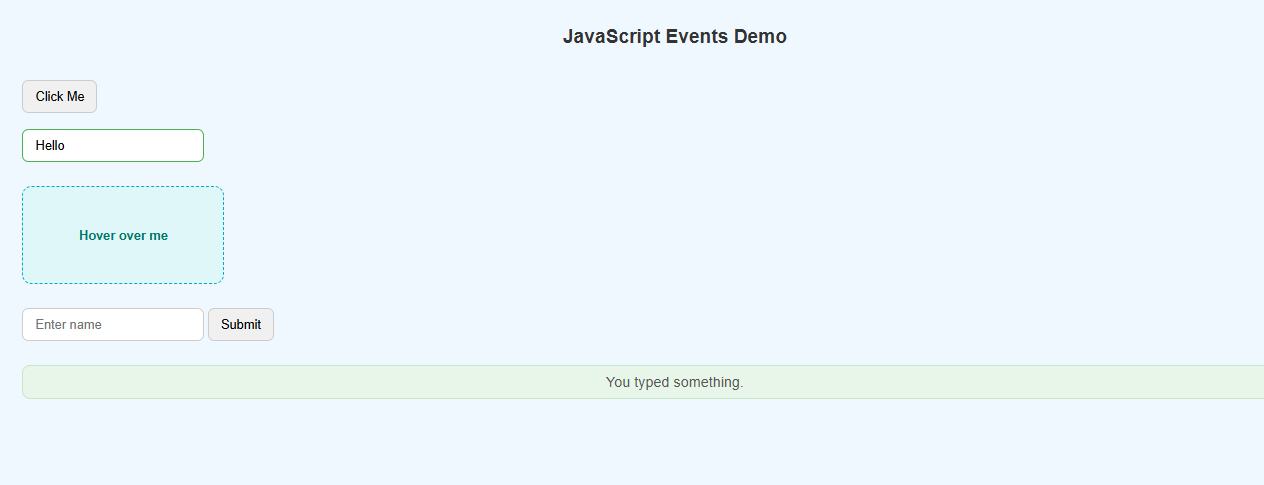 JavaScript Events Demo
Click Me
Hello
Hover over me
Enter name Submit
You typed something.